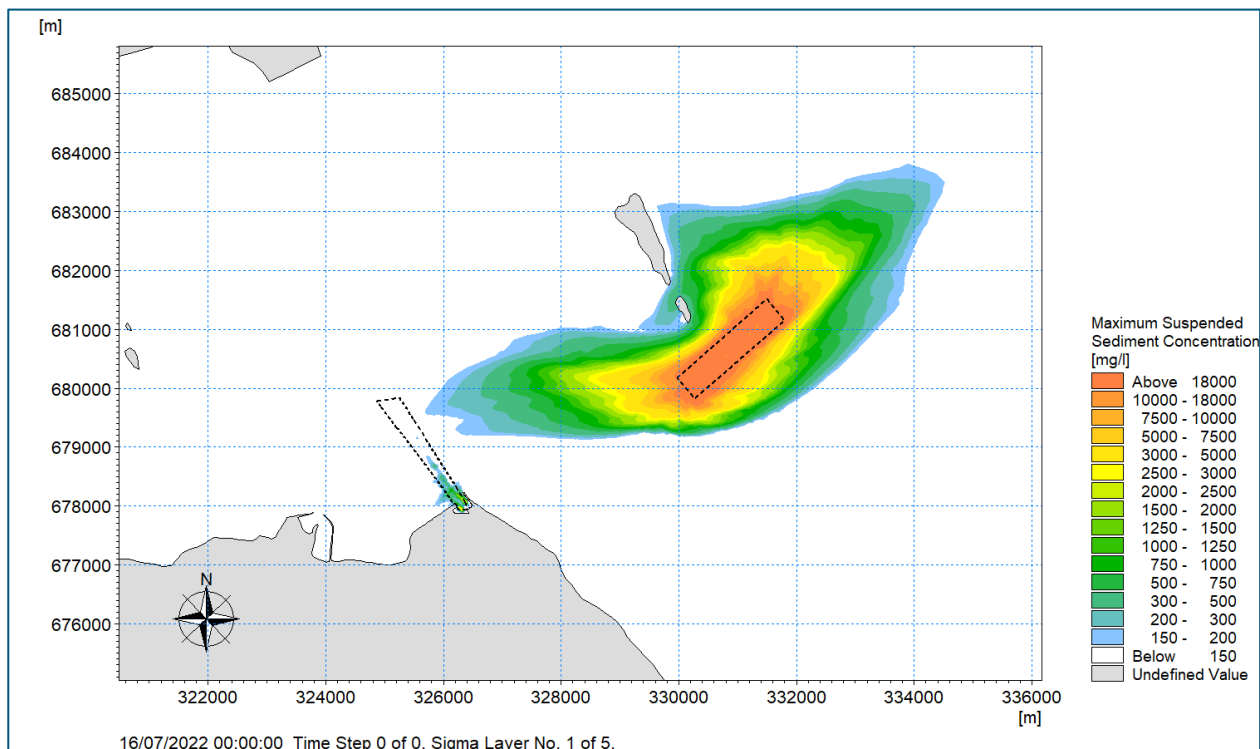 [m]
685000
684000
683000
682000
681000
680000
679000
678000
677000
676000
N
322000 324000 326000 328000 330000 332000 334000 336000
[m]
16/07/2022 00:00:00 Time Step 0 of 0. Sigma Layer No. 1 of 5.
Maximum Suspended
Sediment Concentration
[mg/l]
Above 18000
10000 - 18000
7500 - 10000
5000 - 7500
3000 - 5000
2500 - 3000
2000 - 2500
1500 - 2000
1250 - 1500
1000 - 1250
750 - 1000
500 - 750
300 - 500
200 - 300
150 - 200
Below 150
Undefined Value